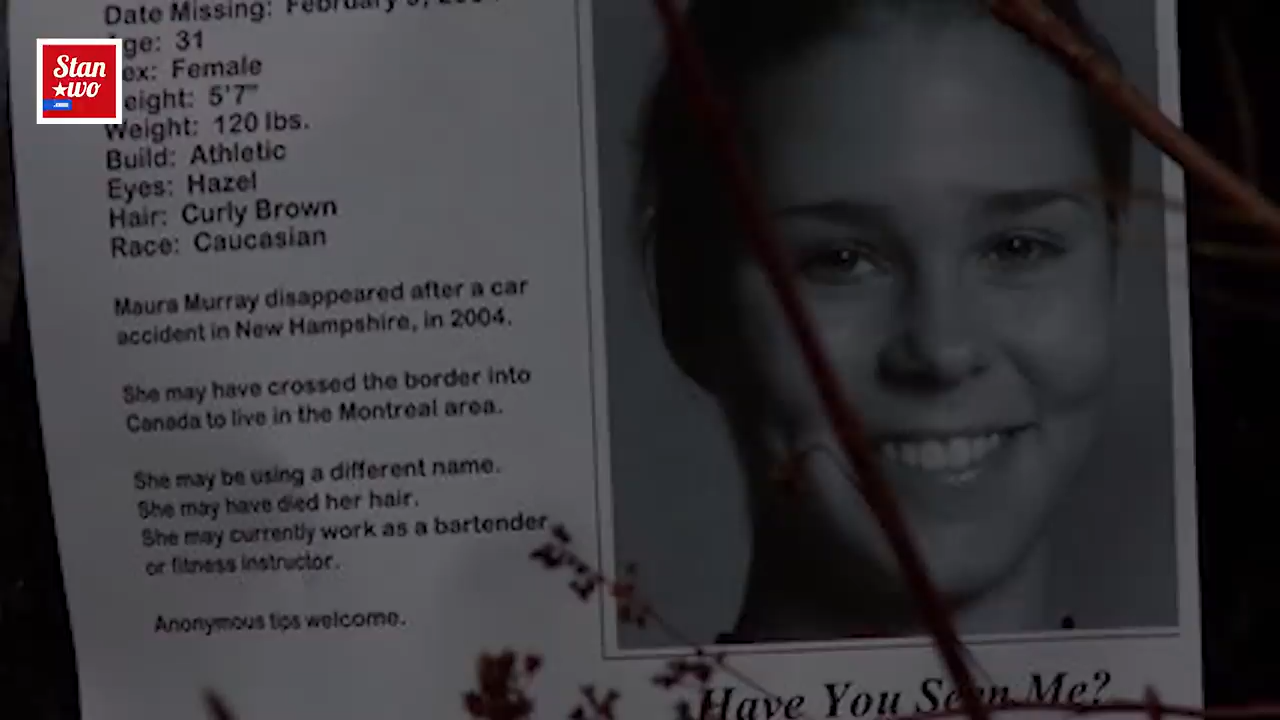 Date Missing: February 9, 2004
Stan
wo
.com
ge: 31
ex: Female
eight: 5'7"
Weight: 120 lbs.
Build: Athletic
Eyes: Hazel
Hair: Curly Brown
Race: Caucasian
Maura Murray disappeared after a car
accident in New Hampshire, in 2004.
She may have crossed the border into
Canada to live in the Montreal area.
She may be using a different name.
She may have died her hair.
She may currently work as a bartender
or fitness instructor.
Anonymous tips welcome.
Have You Seen Me?